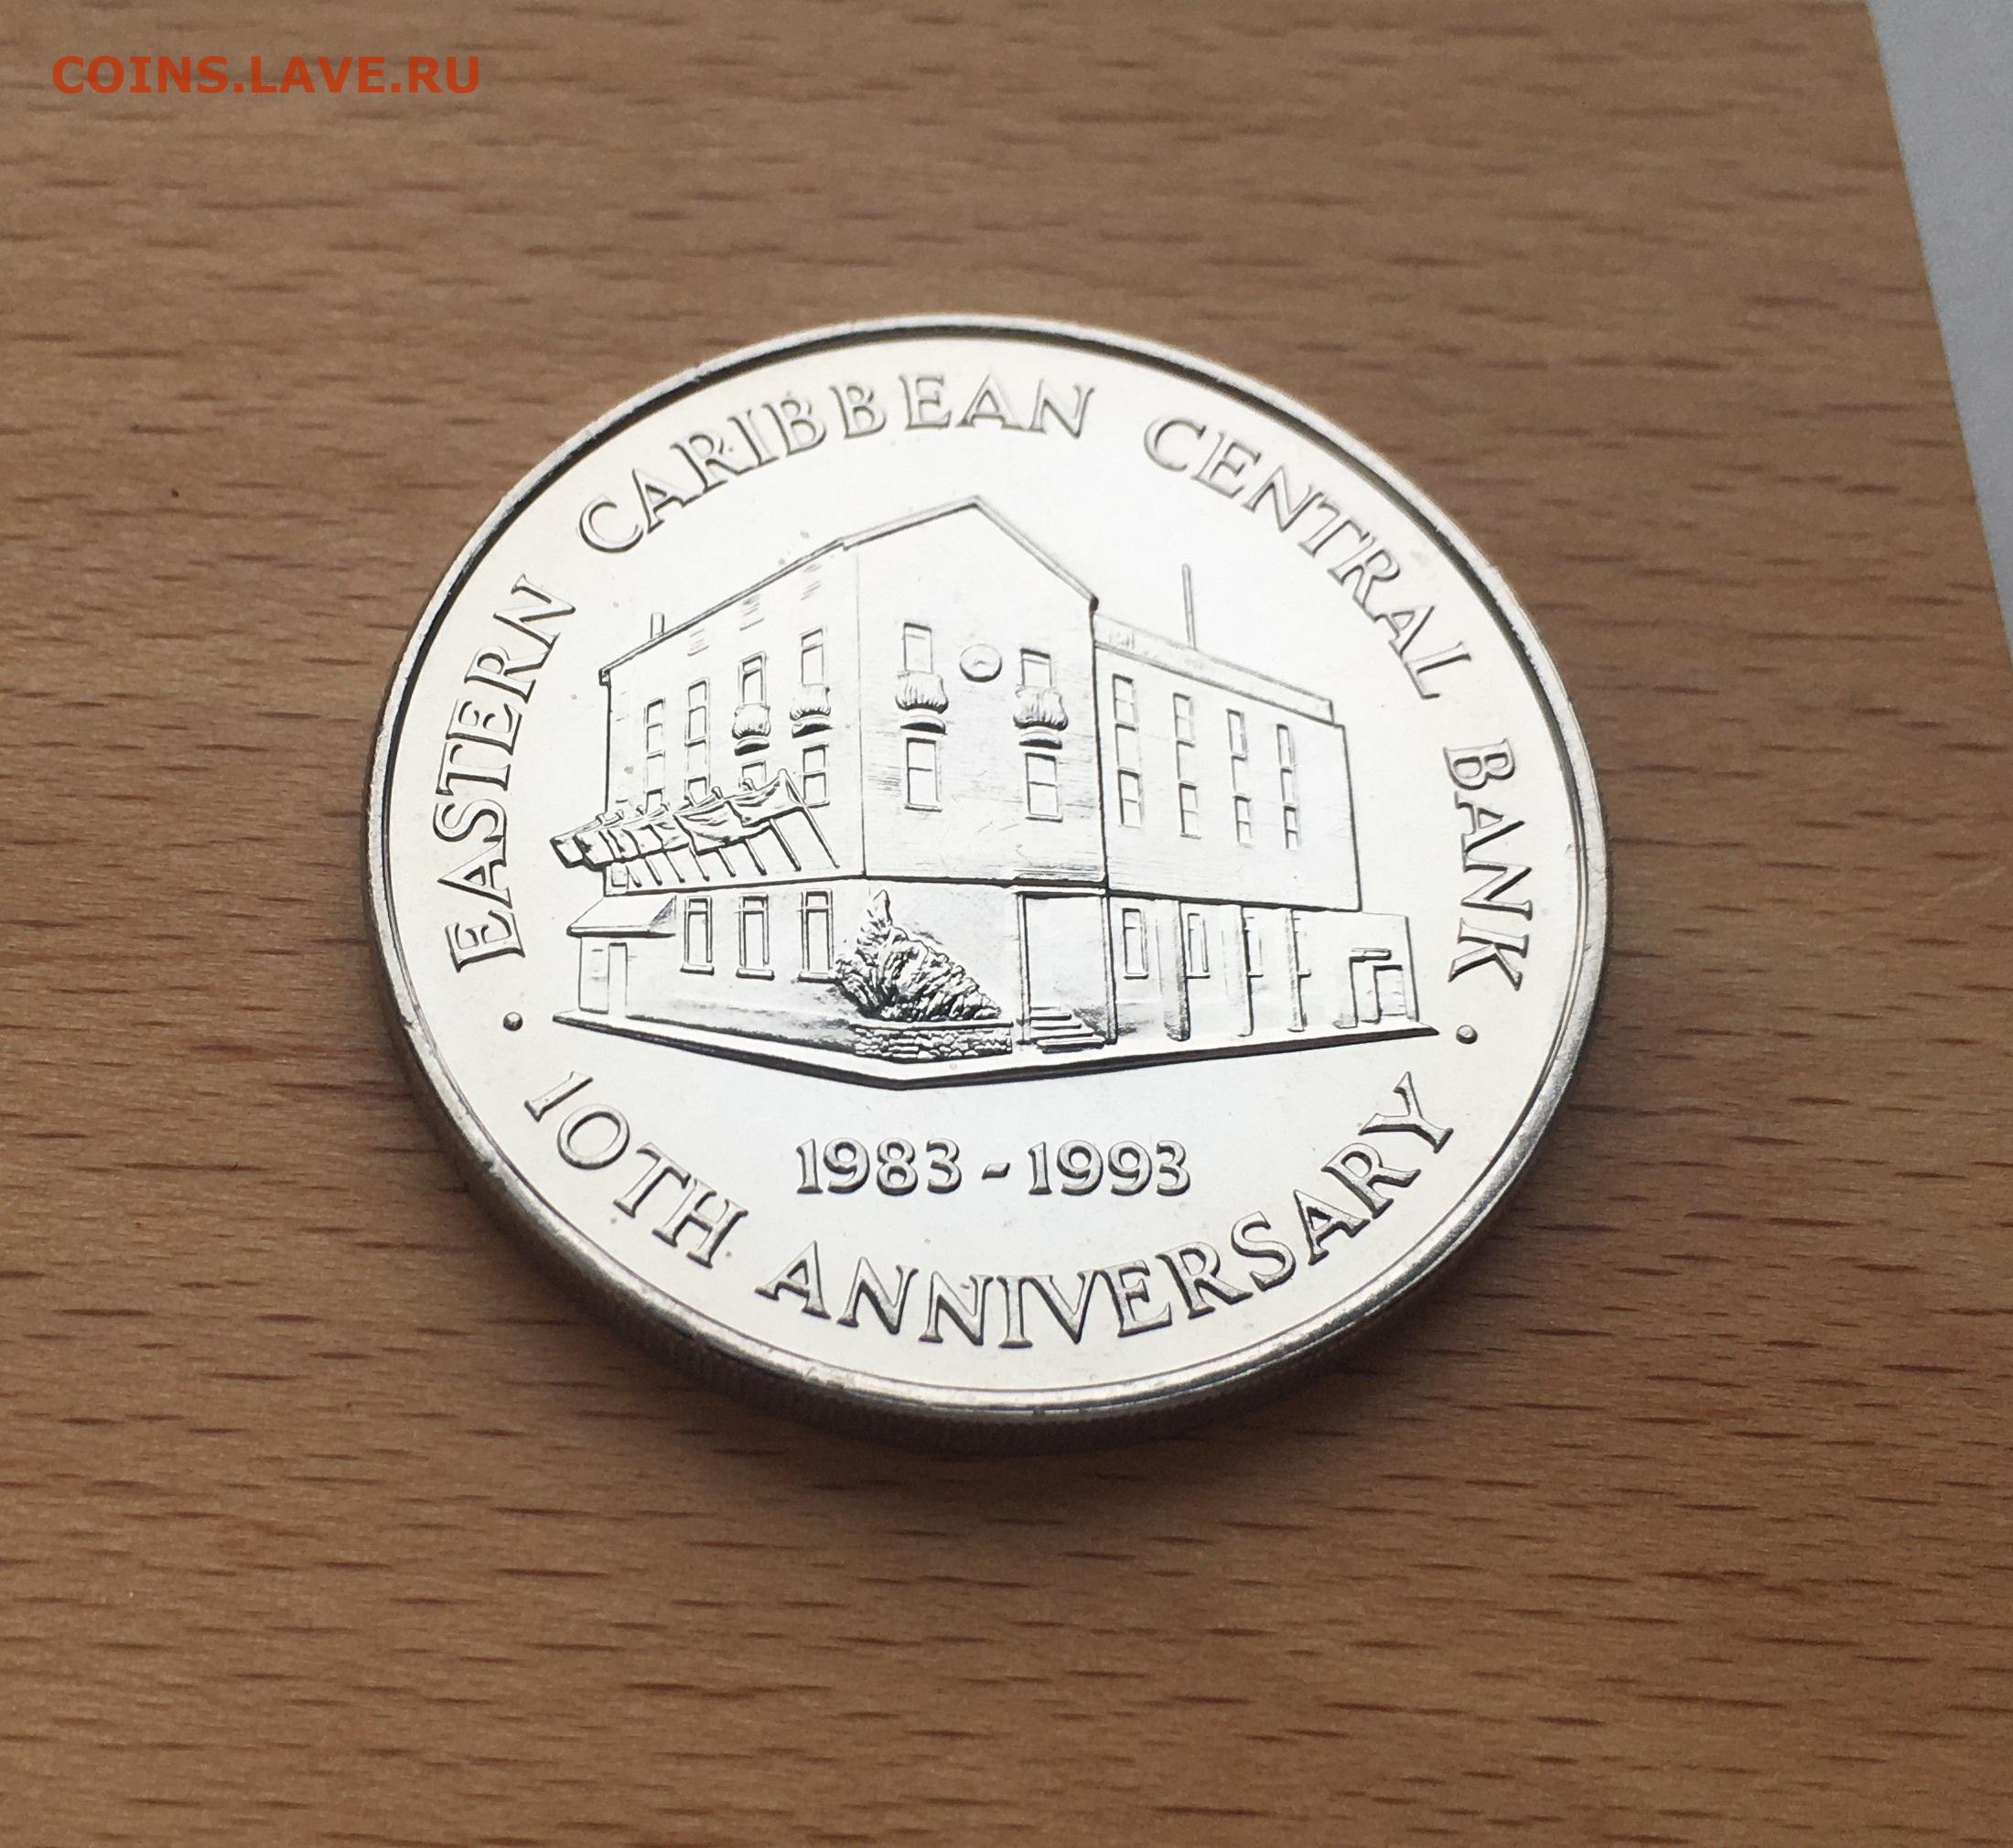 COINS.LAVE.RU
EASTERN CARIBBEAN CENTRAL BANK
1983-1993
10TH ANNIVERSARY